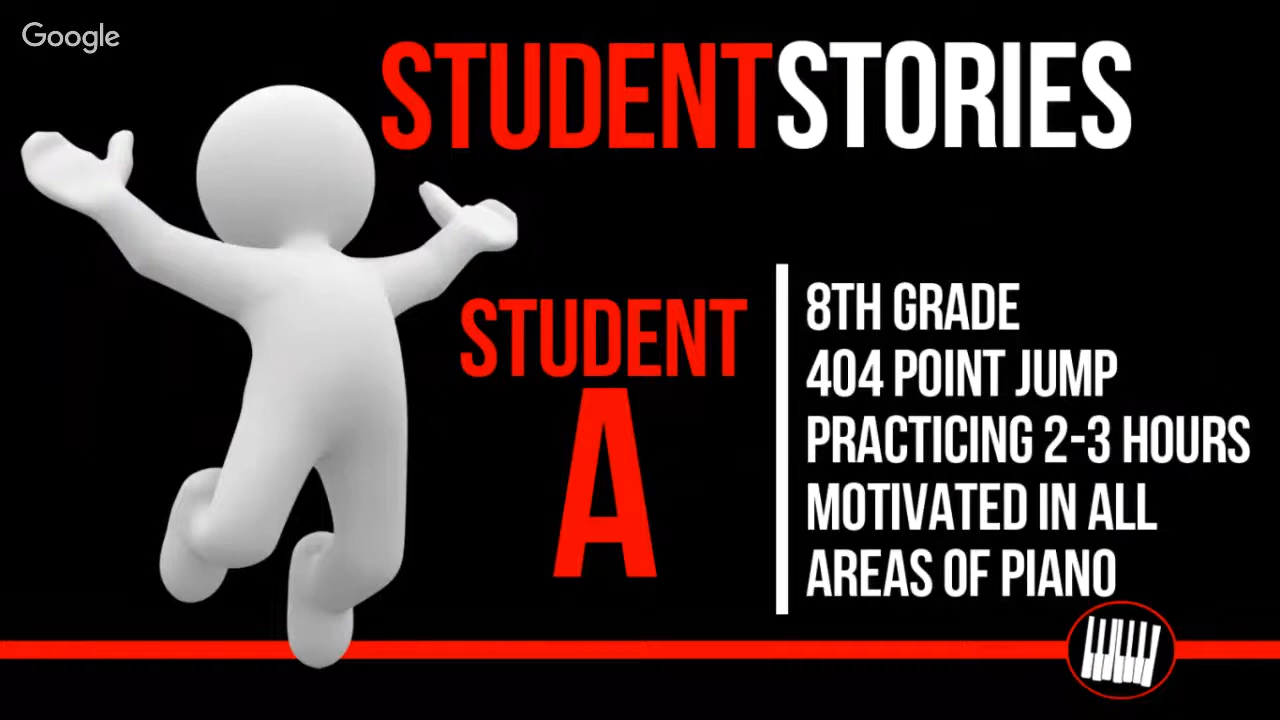 Google
STUDENTSTORIES
STUDENT
A
8TH GRADE
404 POINT JUMP
PRACTICING 2-3 HOURS
MOTIVATED IN ALL
AREAS OF PIANO